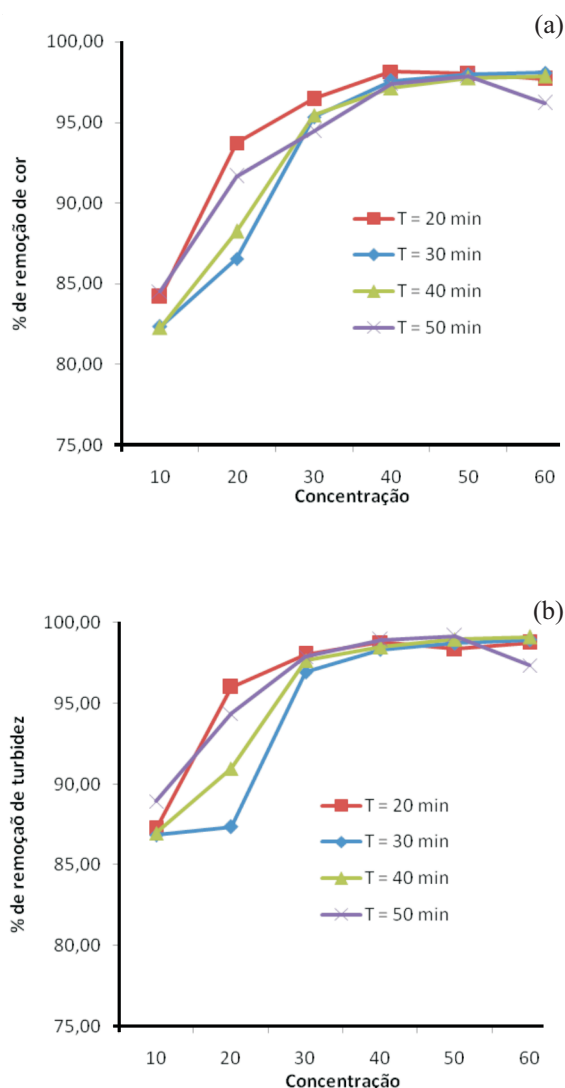 (a)
100,00
95,00
90,00
85,00
80,00
75,00
% de remoção de cor
T = 20 min
T = 30 min
T = 40 min
T = 50 min
10 20 30 40 50 60
Concentração
(b)
100,00
95,00
90,00
85,00
80,00
75,00
% de remoçaõ de turbidez
T = 20 min
T = 30 min
T = 40 min
T = 50 min
10 20 30 40 50 60
Concentração